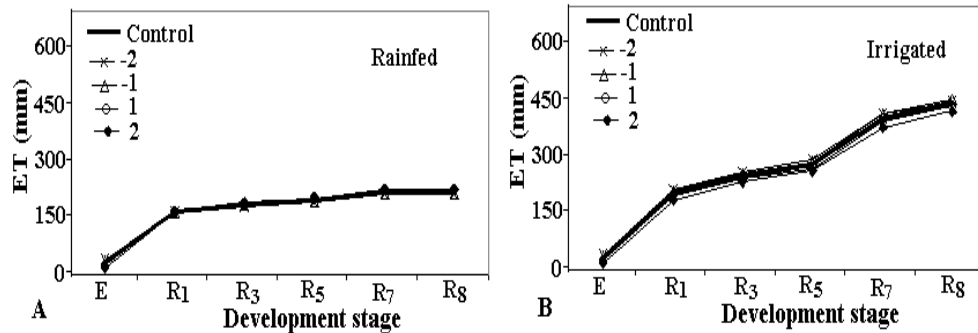 Control
-2
-1
1
2
Rainfed
ET (mm)
600
450
300
150
0
E R1 R3 R5 R7 R8
Development stage
A
Control
-2
-1
1
2
Irrigated
ET (mm)
600
450
300
150
0
E R1 R3 R5 R7 R8
Development stage
B